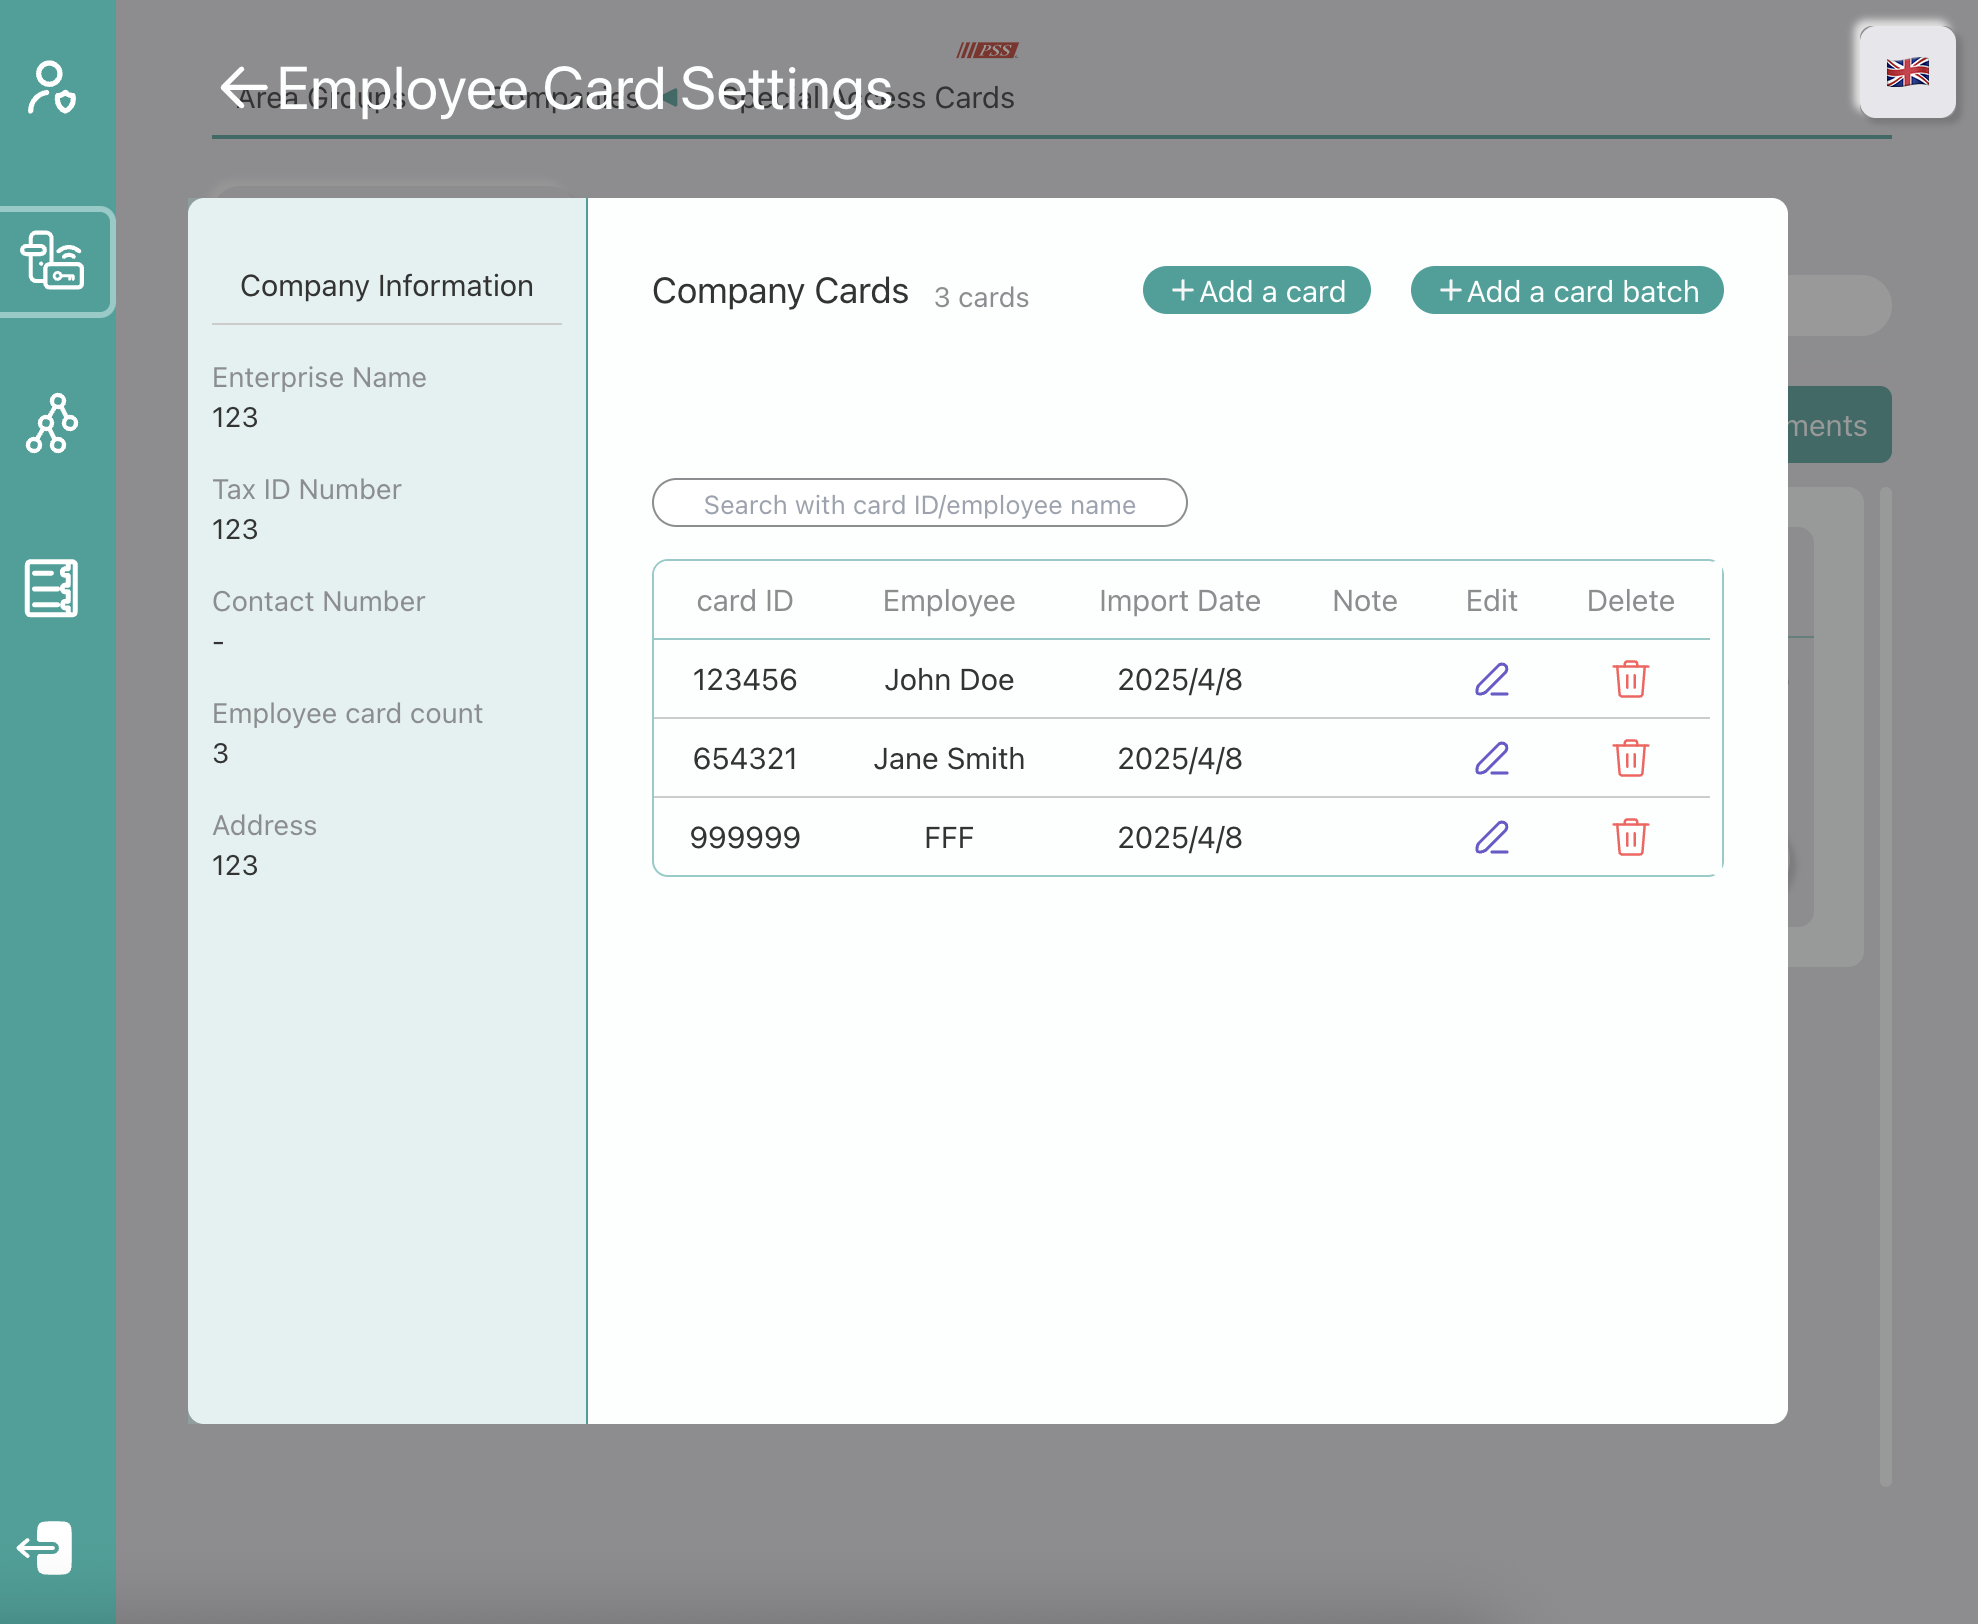 PSS
Employee Card Settings
Area Groups Companies Special Access Cards
Company Information
Enterprise Name
123
Tax ID Number
123
Contact Number
-
Employee card count
3
Address
123
Company Cards 3 cards
+Add a card
+Add a card batch
Search with card ID/employee name
card ID Employee Import Date Note Edit Delete
123456 John Doe 2025/4/8
654321 Jane Smith 2025/4/8
999999 FFF 2025/4/8
ments